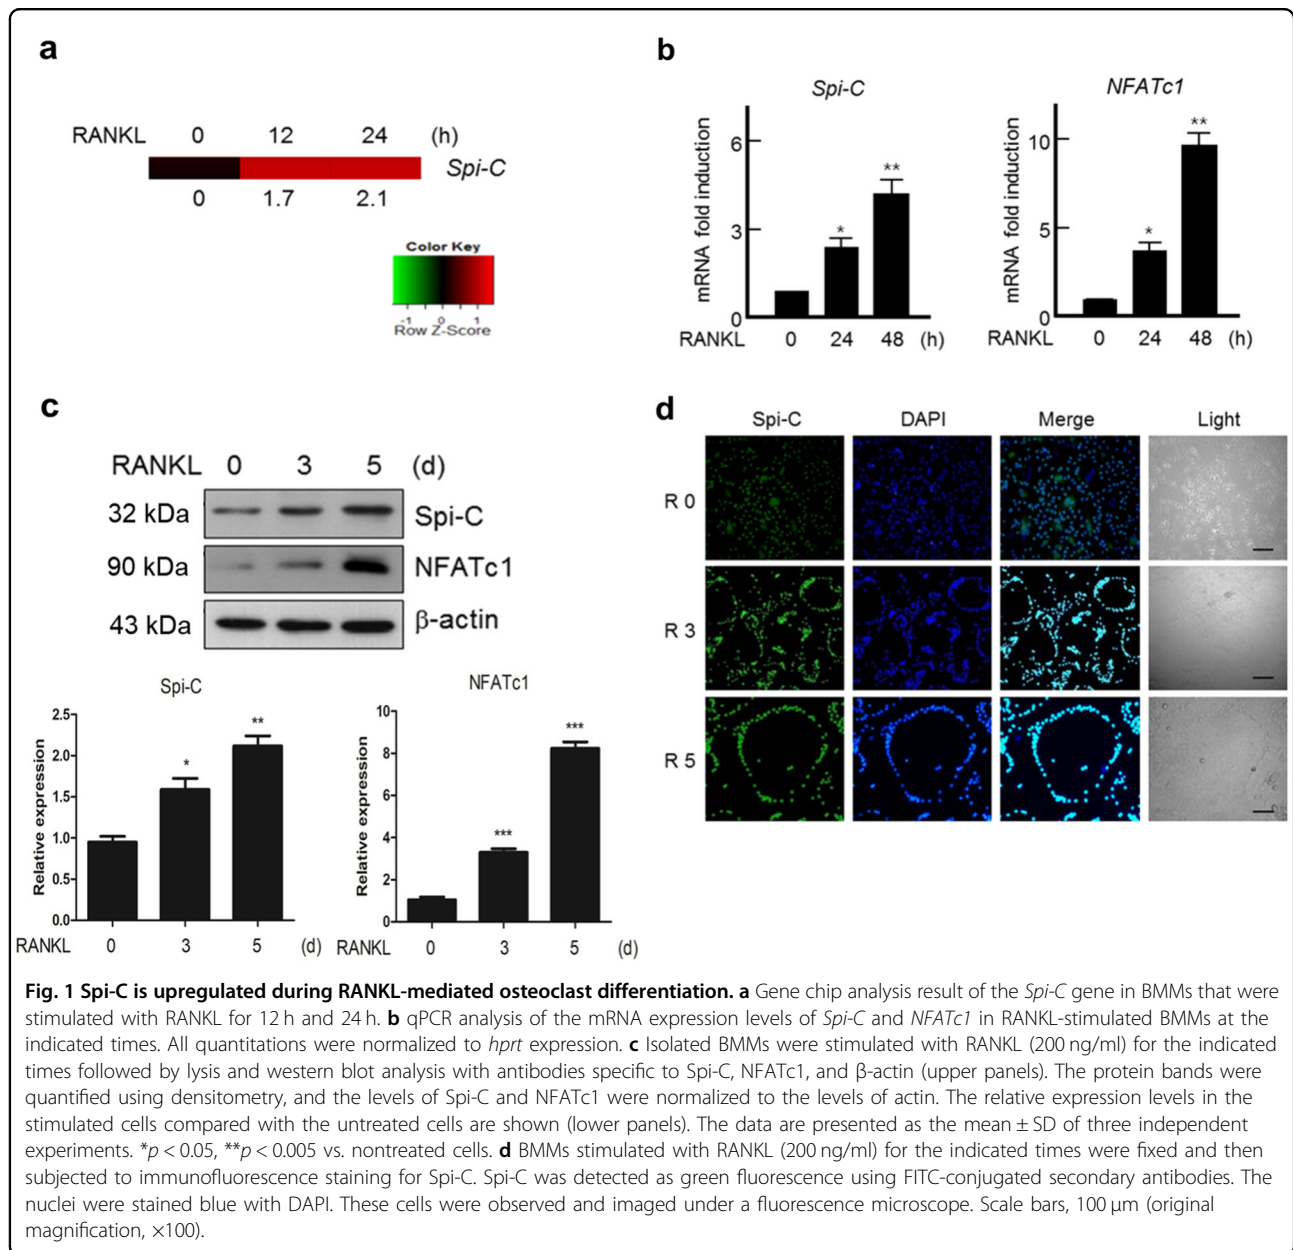 a
RANKL 0 12 24 (h)
Spi-C
0 1.7 2.1
Color Key
-1 0 1
Row Z-Score
b
Spi-C
mRNA fold induction
6
3
0
*
**
RANKL 0 24 48 (h)
NFATc1
mRNA fold induction
10
5
0
*
**
RANKL 0 24 48 (h)
c
RANKL 0 3 5 (d)
32 kDa Spi-C
90 kDa NFATc1
43 kDa β-actin
Spi-C
Relative expression
2.5
2.0
1.5
1.0
0.5
0.0
*
**
RANKL 0 3 5 (d)
NFATc1
Relative expression
10
8
6
4
2
0
***
***
RANKL 0 3 5 (d)
d
Spi-C DAPI Merge Light
R 0
R 3
R 5
Fig. 1 Spi-C is upregulated during RANKL-mediated osteoclast differentiation. a Gene chip analysis result of the Spi-C gene in BMMs that were
stimulated with RANKL for 12 h and 24 h. b qPCR analysis of the mRNA expression levels of Spi-C and NFATc1 in RANKL-stimulated BMMs at the
indicated times. All quantitations were normalized to hprt expression. c Isolated BMMs were stimulated with RANKL (200 ng/ml) for the indicated
times followed by lysis and western blot analysis with antibodies specific to Spi-C, NFATc1, and β-actin (upper panels). The protein bands were
quantified using densitometry, and the levels of Spi-C and NFATc1 were normalized to the levels of actin. The relative expression levels in the
stimulated cells compared with the untreated cells are shown (lower panels). The data are presented as the mean ± SD of three independent
experiments. *p < 0.05, **p < 0.005 vs. nontreated cells. d BMMs stimulated with RANKL (200 ng/ml) for the indicated times were fixed and then
subjected to immunofluorescence staining for Spi-C. Spi-C was detected as green fluorescence using FITC-conjugated secondary antibodies. The
nuclei were stained blue with DAPI. These cells were observed and imaged under a fluorescence microscope. Scale bars, 100 μm (original
magnification, ×100).